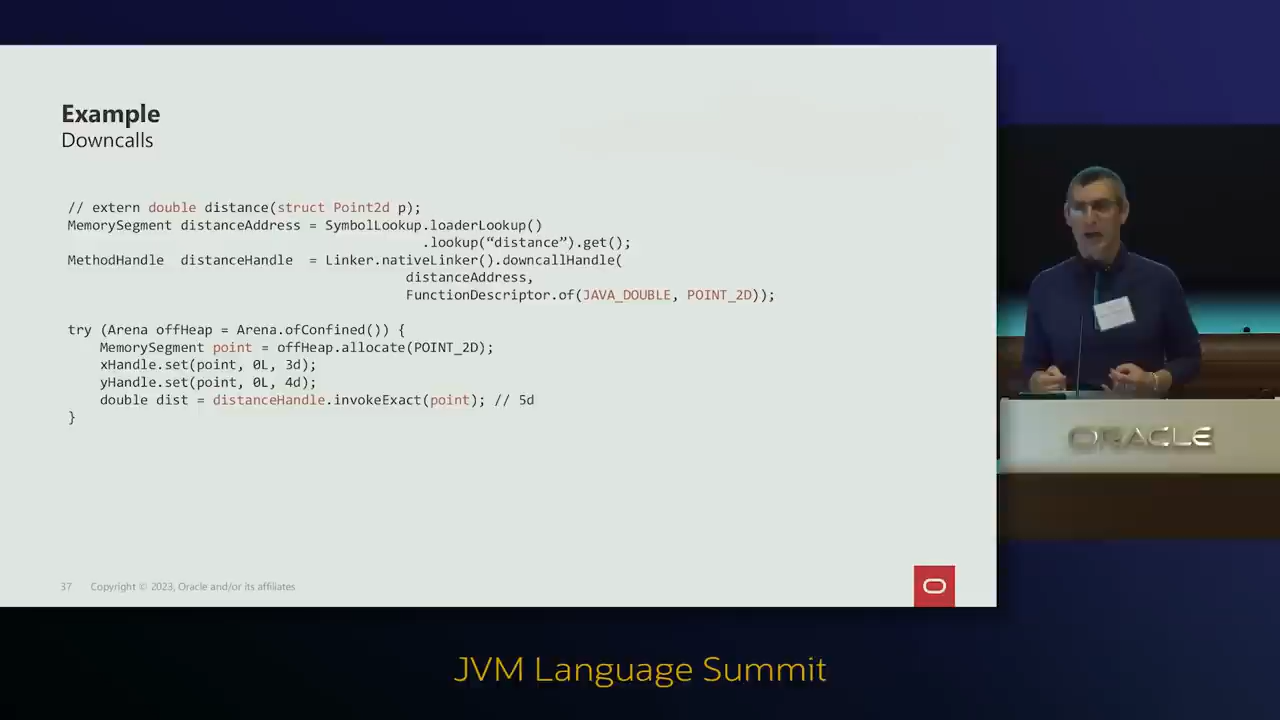 Example
Downcalls
// extern double distance(struct Point2d p);
MemorySegment distanceAddress = SymbolLookup.loaderLookup()
.lookup(“distance”).get();
MethodHandle distanceHandle = Linker.nativeLinker().downcallHandle(
distanceAddress,
FunctionDescriptor.of(JAVA_DOUBLE, POINT_2D));
try (Arena offHeap = Arena.ofConfined()) {
MemorySegment point = offHeap.allocate(POINT_2D);
xHandle.set(point, 0L, 3d);
yHandle.set(point, 0L, 4d);
double dist = distanceHandle.invokeExact(point); // 5d
}
37 Copyright © 2023, Oracle and/or its affiliates
ORACLE
JVM Language Summit